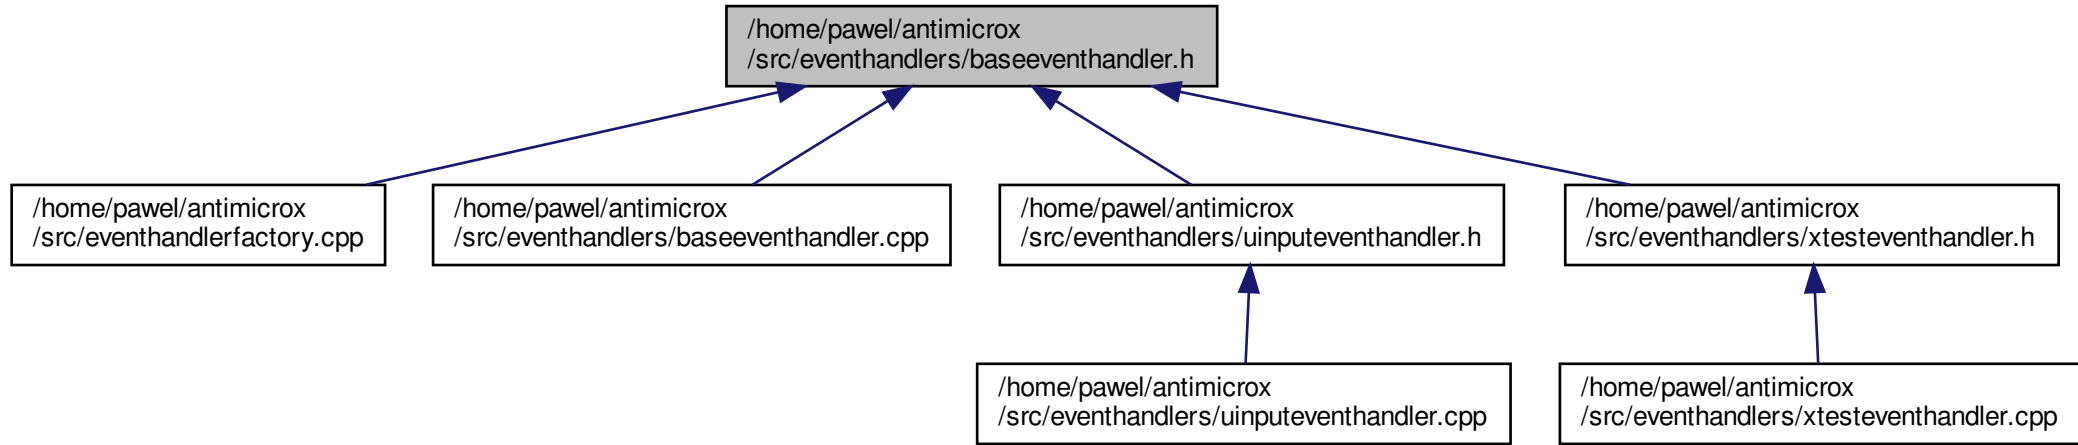 /home/pawel/antimicrox
/src/eventhandlers/baseeventhandler.h
/home/pawel/antimicrox
/src/eventhandlerfactory.cpp
/home/pawel/antimicrox
/src/eventhandlers/baseeventhandler.cpp
/home/pawel/antimicrox
/src/eventhandlers/uinputeventhandler.h
/home/pawel/antimicrox
/src/eventhandlers/xtesteventhandler.h
/home/pawel/antimicrox
/src/eventhandlers/uinputeventhandler.cpp
/home/pawel/antimicrox
/src/eventhandlers/xtesteventhandler.cpp